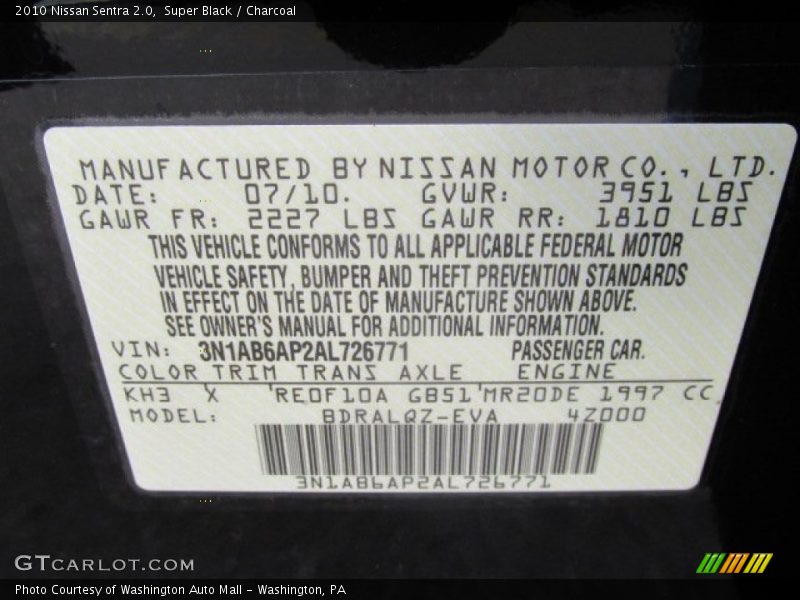 2010 Nissan Sentra 2.0,  Super Black / Charcoal
MANUFACTURED BY NISSAN MOTOR CO., LTD.
DATE: 07/10. GVWR: 3951 LBS
GAWR FR: 2227 LBS GAWR RR: 1810 LBS
THIS VEHICLE CONFORMS TO ALL APPLICABLE FEDERAL MOTOR
VEHICLE SAFETY, BUMPER AND THEFT PREVENTION STANDARDS
IN EFFECT ON THE DATE OF MANUFACTURE SHOWN ABOVE.
SEE OWNER'S MANUAL FOR ADDITIONAL INFORMATION.
VIN: 3N1AB6AP2AL726771 PASSENGER CAR.
COLOR TRIM TRANS AXLE ENGINE
KH3 X 'RE0F10A GB51'MR20DE 1997 CC
MODEL: BDRALQZ-EVA 4Z000
3N1AB6AP2AL726771
GTCARLOT.COM
Photo Courtesy of Washington Auto Mall - Washington, PA